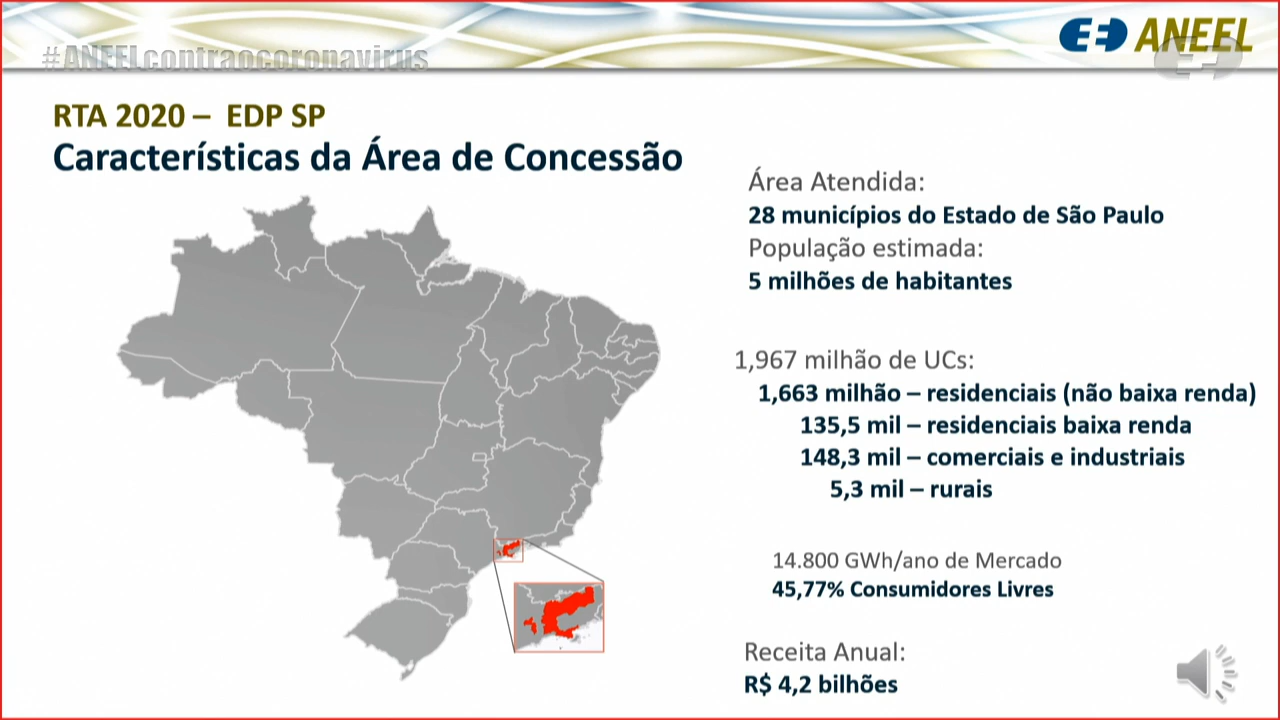 #ANEELcontraocoronavirus
ANEEL
RTA 2020 – EDP SP
Características da Área de Concessão
Área Atendida:
28 municípios do Estado de São Paulo
População estimada:
5 milhões de habitantes
1,967 milhão de UCs:
1,663 milhão – residenciais (não baixa renda)
135,5 mil – residenciais baixa renda
148,3 mil – comerciais e industriais
5,3 mil – rurais
14.800 GWh/ano de Mercado
45,77% Consumidores Livres
Receita Anual:
R$ 4,2 bilhões